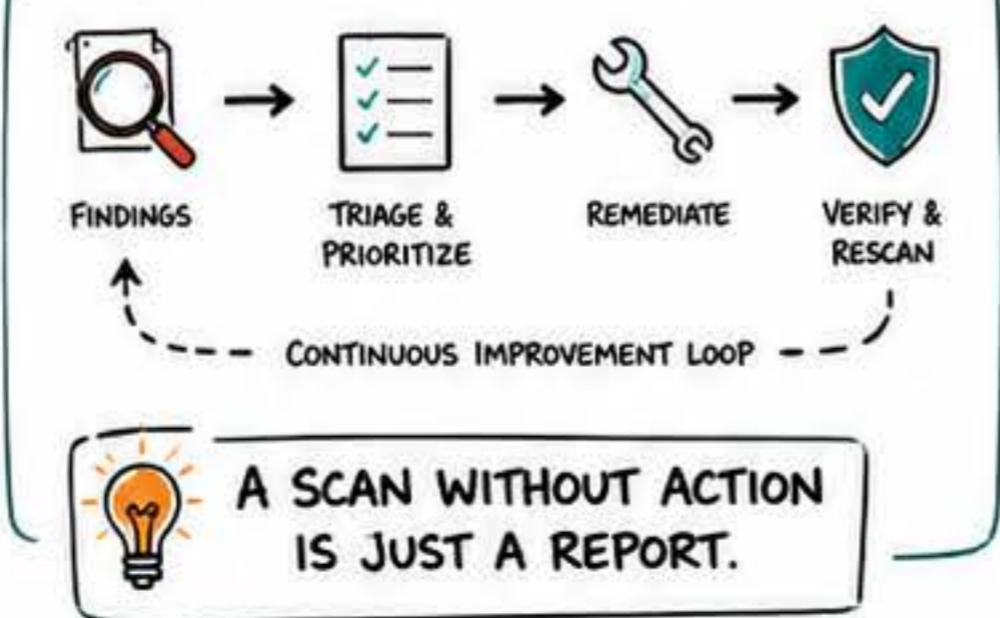 FINDINGS
TRIAGE &
PRIORITIZE
REMEDIATE
VERIFY &
RESCAN
CONTINUOUS IMPROVEMENT LOOP
A SCAN WITHOUT ACTION
IS JUST A REPORT.